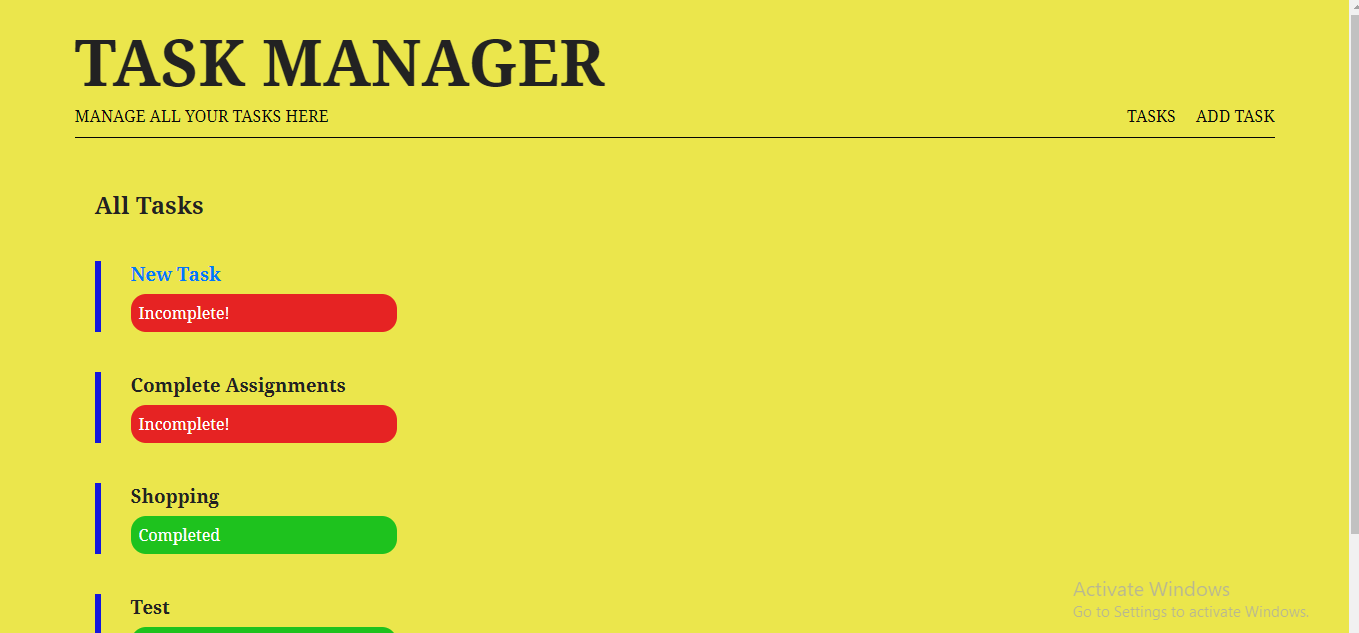 TASK MANAGER
MANAGE ALL YOUR TASKS HERE
TASKS ADD TASK
All Tasks
New Task
Incomplete!
Complete Assignments
Incomplete!
Shopping
Completed
Test
Activate Windows
Go to Settings to activate Windows.